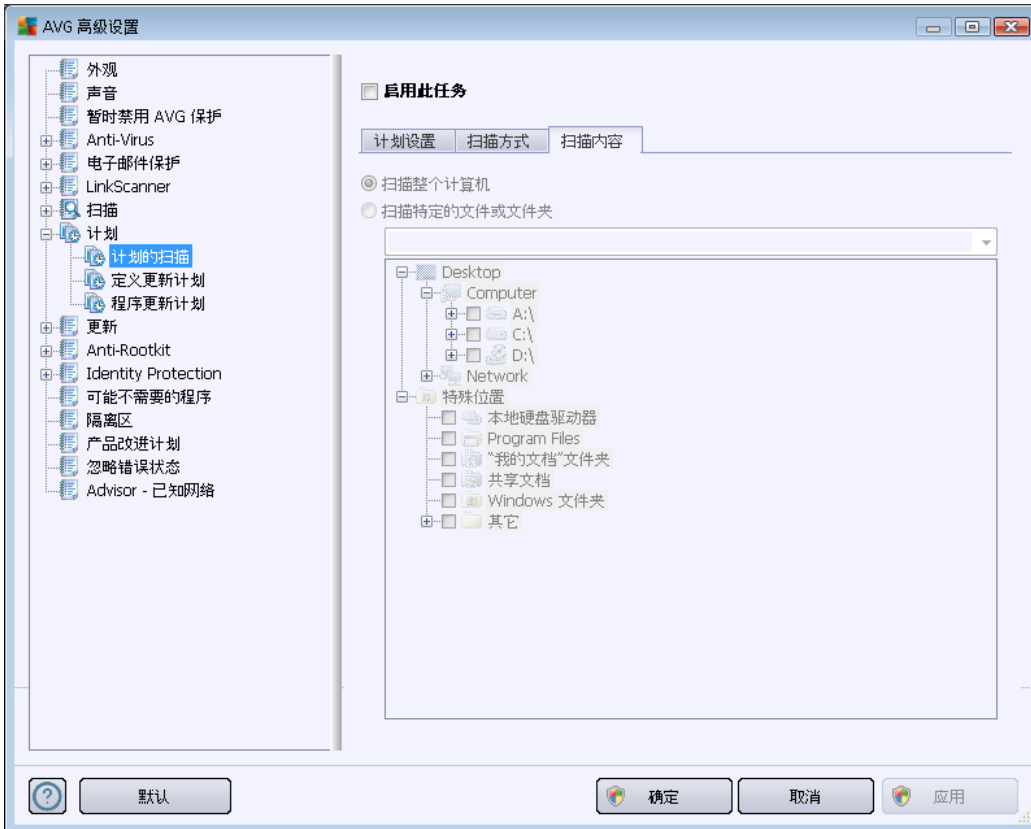 AVG 高级设置
外观
声音
暂时禁用 AVG 保护
Anti-Virus
电子邮件保护
LinkScanner
扫描
计划
计划的扫描
定义更新计划
程序更新计划
更新
Anti-Rootkit
Identity Protection
可能不需要的程序
隔离区
产品改进计划
忽略错误状态
Advisor - 已知网络
启用此任务
计划设置 扫描方式 扫描内容
扫描整个计算机
扫描特定的文件或文件夹
Desktop
Computer
A:\
C:\
D:\
Network
特殊位置
本地硬盘驱动器
Program Files
“我的文档”文件夹
共享文档
Windows 文件夹
其它
默认 确定 取消 应用